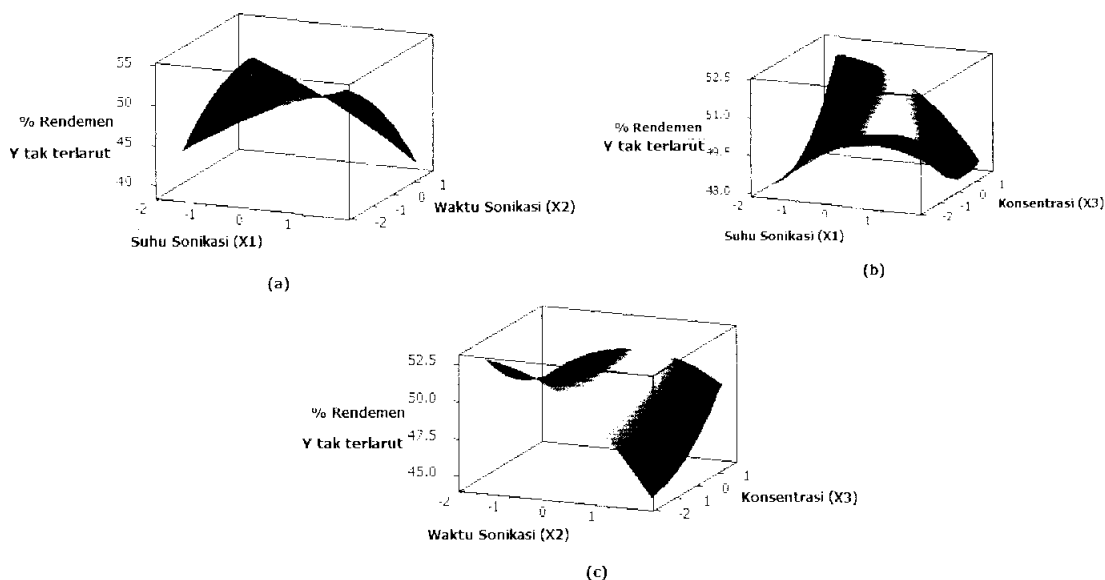 55
50
% Rendemen
Y tak terlarut
45
40
-2
-1
0
1
-2
-1
0
1
Suhu Sonikasi (X1)
Waktu Sonikasi (X2)
(a)
52.5
51.0
% Rendemen
Y tak terlarut
49.5
43.0
-2
-1
0
1
-2
-1
0
1
Suhu Sonikasi (X1)
Konsentrasi (X3)
(b)
52.5
50.0
% Rendemen
Y tak terlarut
47.5
45.0
-2
-1
0
1
-2
1
0
1
Waktu Sonikasi (X2)
Konsentrasi (X3)
(c)